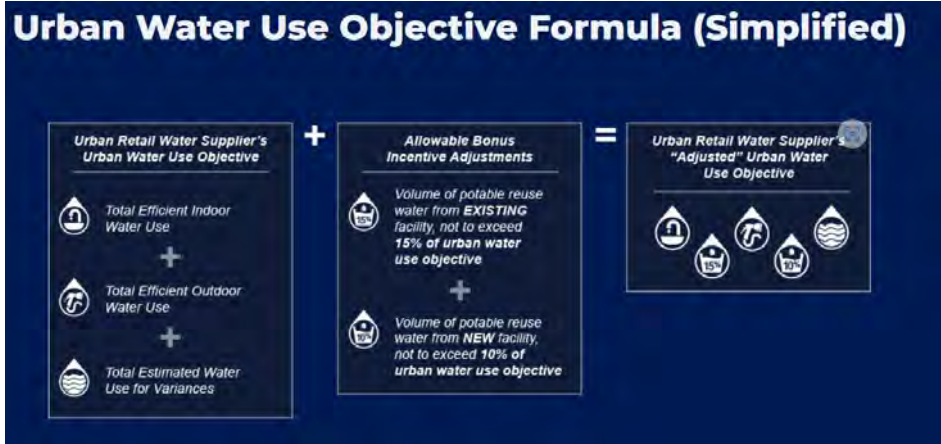 Urban Water Use Objective Formula (Simplified)
Urban Retail Water Supplier's
Urban Water Use Objective
Total Efficient Indoor
Water Use
+
Total Efficient Outdoor
Water Use
+
Total Estimated Water
Use for Variances
+
Allowable Bonus
Incentive Adjustments
15%
Volume of potable reuse
water from EXISTING
facility, not to exceed
15% of urban water
use objective
+
10%
Volume of potable reuse
water from NEW facility,
not to exceed 10% of
urban water use objective
=
Urban Retail Water Supplier's
“Adjusted” Urban Water
Use Objective
15%
10%